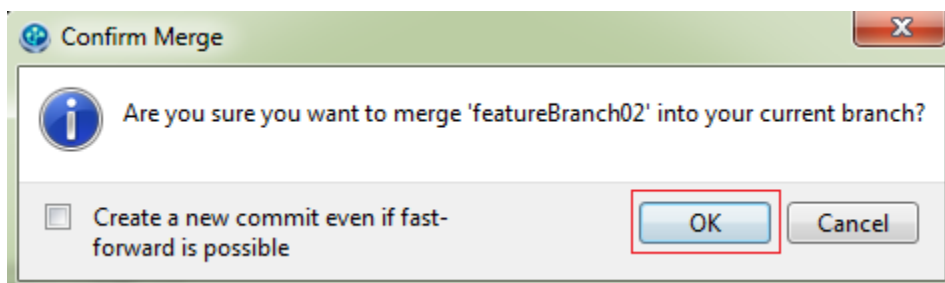 Confirm Merge
Are you sure you want to merge 'featureBranch02' into your current branch?
Create a new commit even if fast-
forward is possible
OK
Cancel